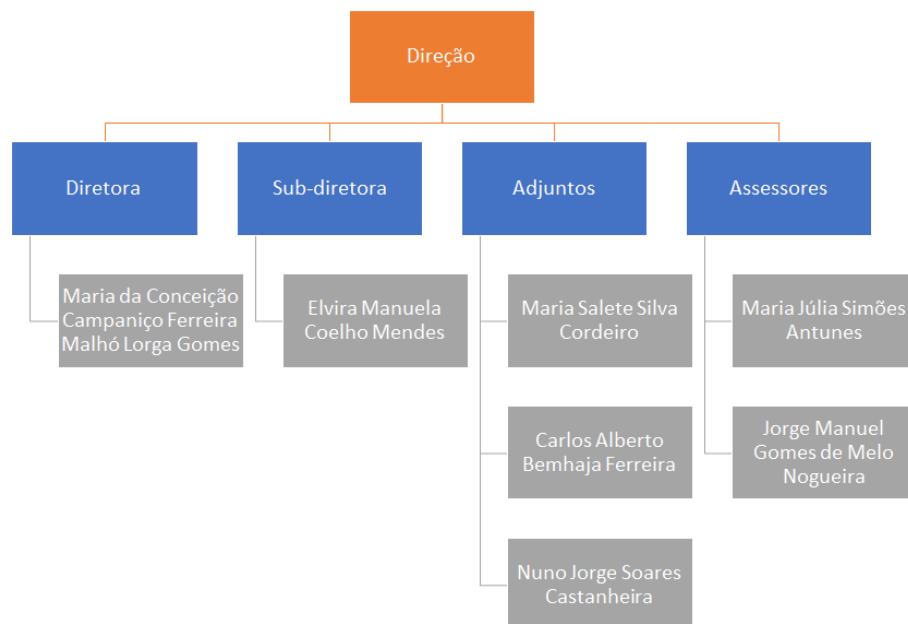 Direção
Diretora
Sub-diretora
Adjuntos
Assessores
Maria da Conceição
Campaniço Ferreira
Malhó Lorga Gomes
Elvira Manuela
Coelho Mendes
Maria Salete Silva
Cordeiro
Maria Júlia Simões
Antunes
Carlos Alberto
Bemhaja Ferreira
Jorge Manuel
Gomes de Melo
Nogueira
Nuno Jorge Soares
Castanheira